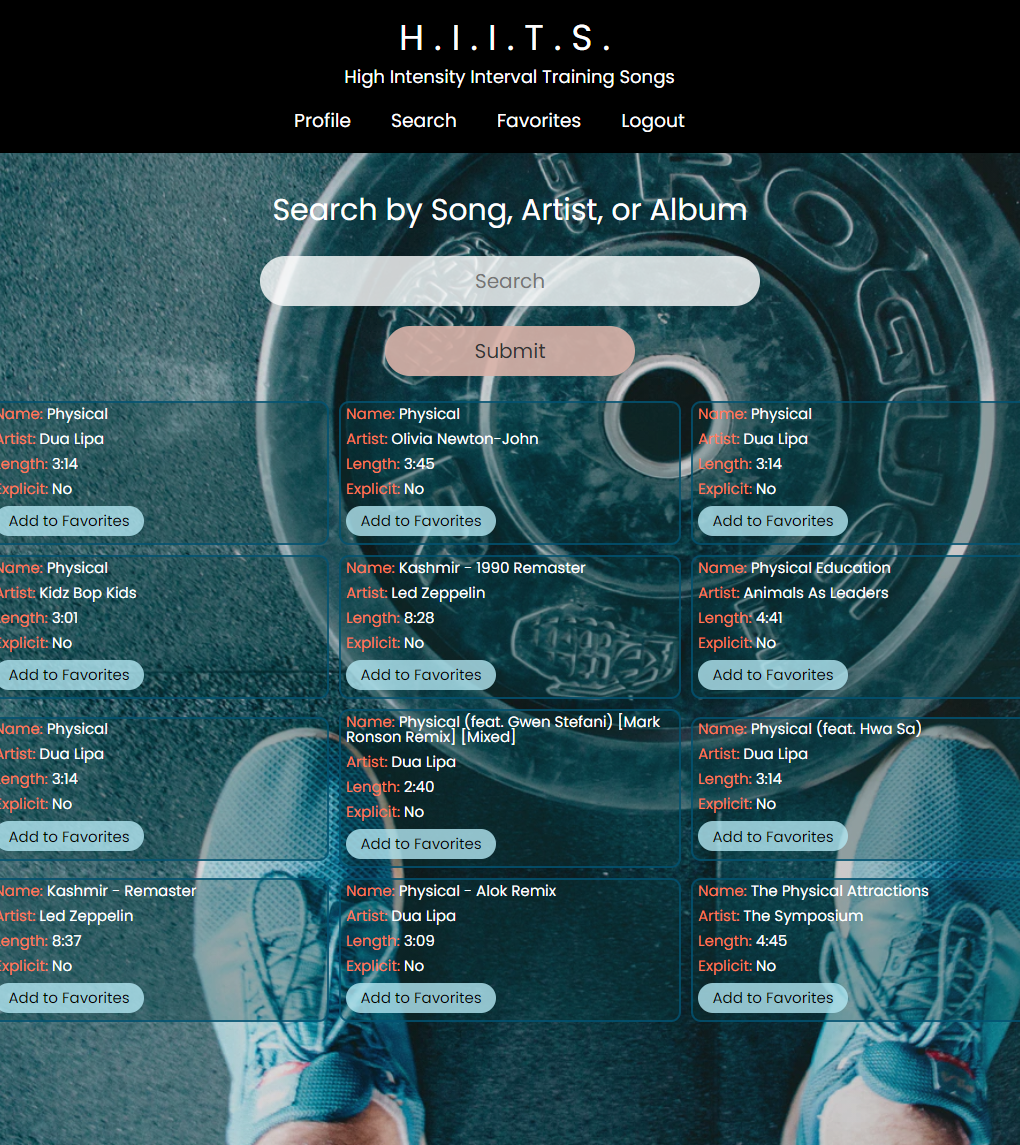 H.I.I.T.S.
High Intensity Interval Training Songs
Profile Search Favorites Logout
Search by Song, Artist, or Album
Search
Submit
Name: Physical
Artist: Dua Lipa
Length: 3:14
Explicit: No
Add to Favorites
Name: Physical
Artist: Olivia Newton-John
Length: 3:45
Explicit: No
Add to Favorites
Name: Physical
Artist: Dua Lipa
Length: 3:14
Explicit: No
Add to Favorites
Name: Physical
Artist: Kidz Bop Kids
Length: 3:01
Explicit: No
Add to Favorites
Name: Kashmir - 1990 Remaster
Artist: Led Zeppelin
Length: 8:28
Explicit: No
Add to Favorites
Name: Physical Education
Artist: Animals As Leaders
Length: 4:41
Explicit: No
Add to Favorites
Name: Physical
Artist: Dua Lipa
Length: 3:14
Explicit: No
Add to Favorites
Name: Physical (feat. Gwen Stefani) [Mark
Ronson Remix] [Mixed]
Artist: Dua Lipa
Length: 2:40
Explicit: No
Add to Favorites
Name: Physical (feat. Hwa Sa)
Artist: Dua Lipa
Length: 3:14
Explicit: No
Add to Favorites
Name: Kashmir - Remaster
Artist: Led Zeppelin
Length: 8:37
Explicit: No
Add to Favorites
Name: Physical - Alok Remix
Artist: Dua Lipa
Length: 3:09
Explicit: No
Add to Favorites
Name: The Physical Attractions
Artist: The Symposium
Length: 4:45
Explicit: No
Add to Favorites
ROGUE